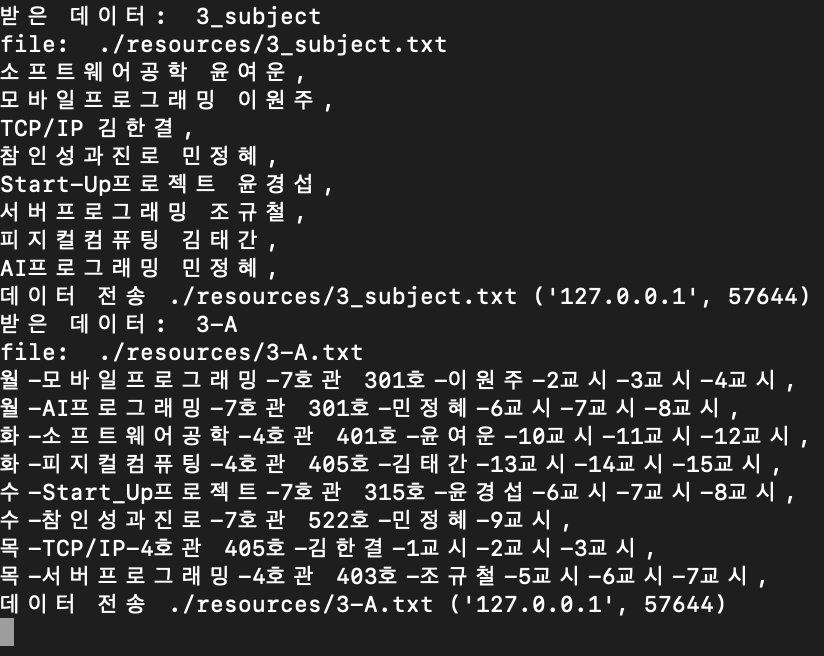 받은 데이터:  3_subject
file:  ./resources/3_subject.txt
소프트웨어공학 윤여운,
모바일프로그래밍 이원주,
TCP/IP 김한결,
참인성과진로 민정혜,
Start-Up프로젝트 윤경섭,
서버프로그래밍 조규철,
피지컬컴퓨팅 김태간,
AI프로그래밍 민정혜,
데이터 전송 ./resources/3_subject.txt ('127.0.0.1', 57644)
받은 데이터:  3-A
file:  ./resources/3-A.txt
월-모바일프로그래밍-7호관 301호-이원주-2교시-3교시-4교시,
월-AI프로그래밍-7호관 301호-민정혜-6교시-7교시-8교시,
화-소프트웨어공학-4호관 401호-윤여운-10교시-11교시-12교시,
화-피지컬컴퓨팅-4호관 405호-김태간-13교시-14교시-15교시,
수-Start_Up프로젝트-7호관 315호-윤경섭-6교시-7교시-8교시,
수-참인성과진로-7호관 522호-민정혜-9교시,
목-TCP/IP-4호관 405호-김한결-1교시-2교시-3교시,
목-서버프로그래밍-4호관 403호-조규철-5교시-6교시-7교시,
데이터 전송 ./resources/3-A.txt ('127.0.0.1', 57644)